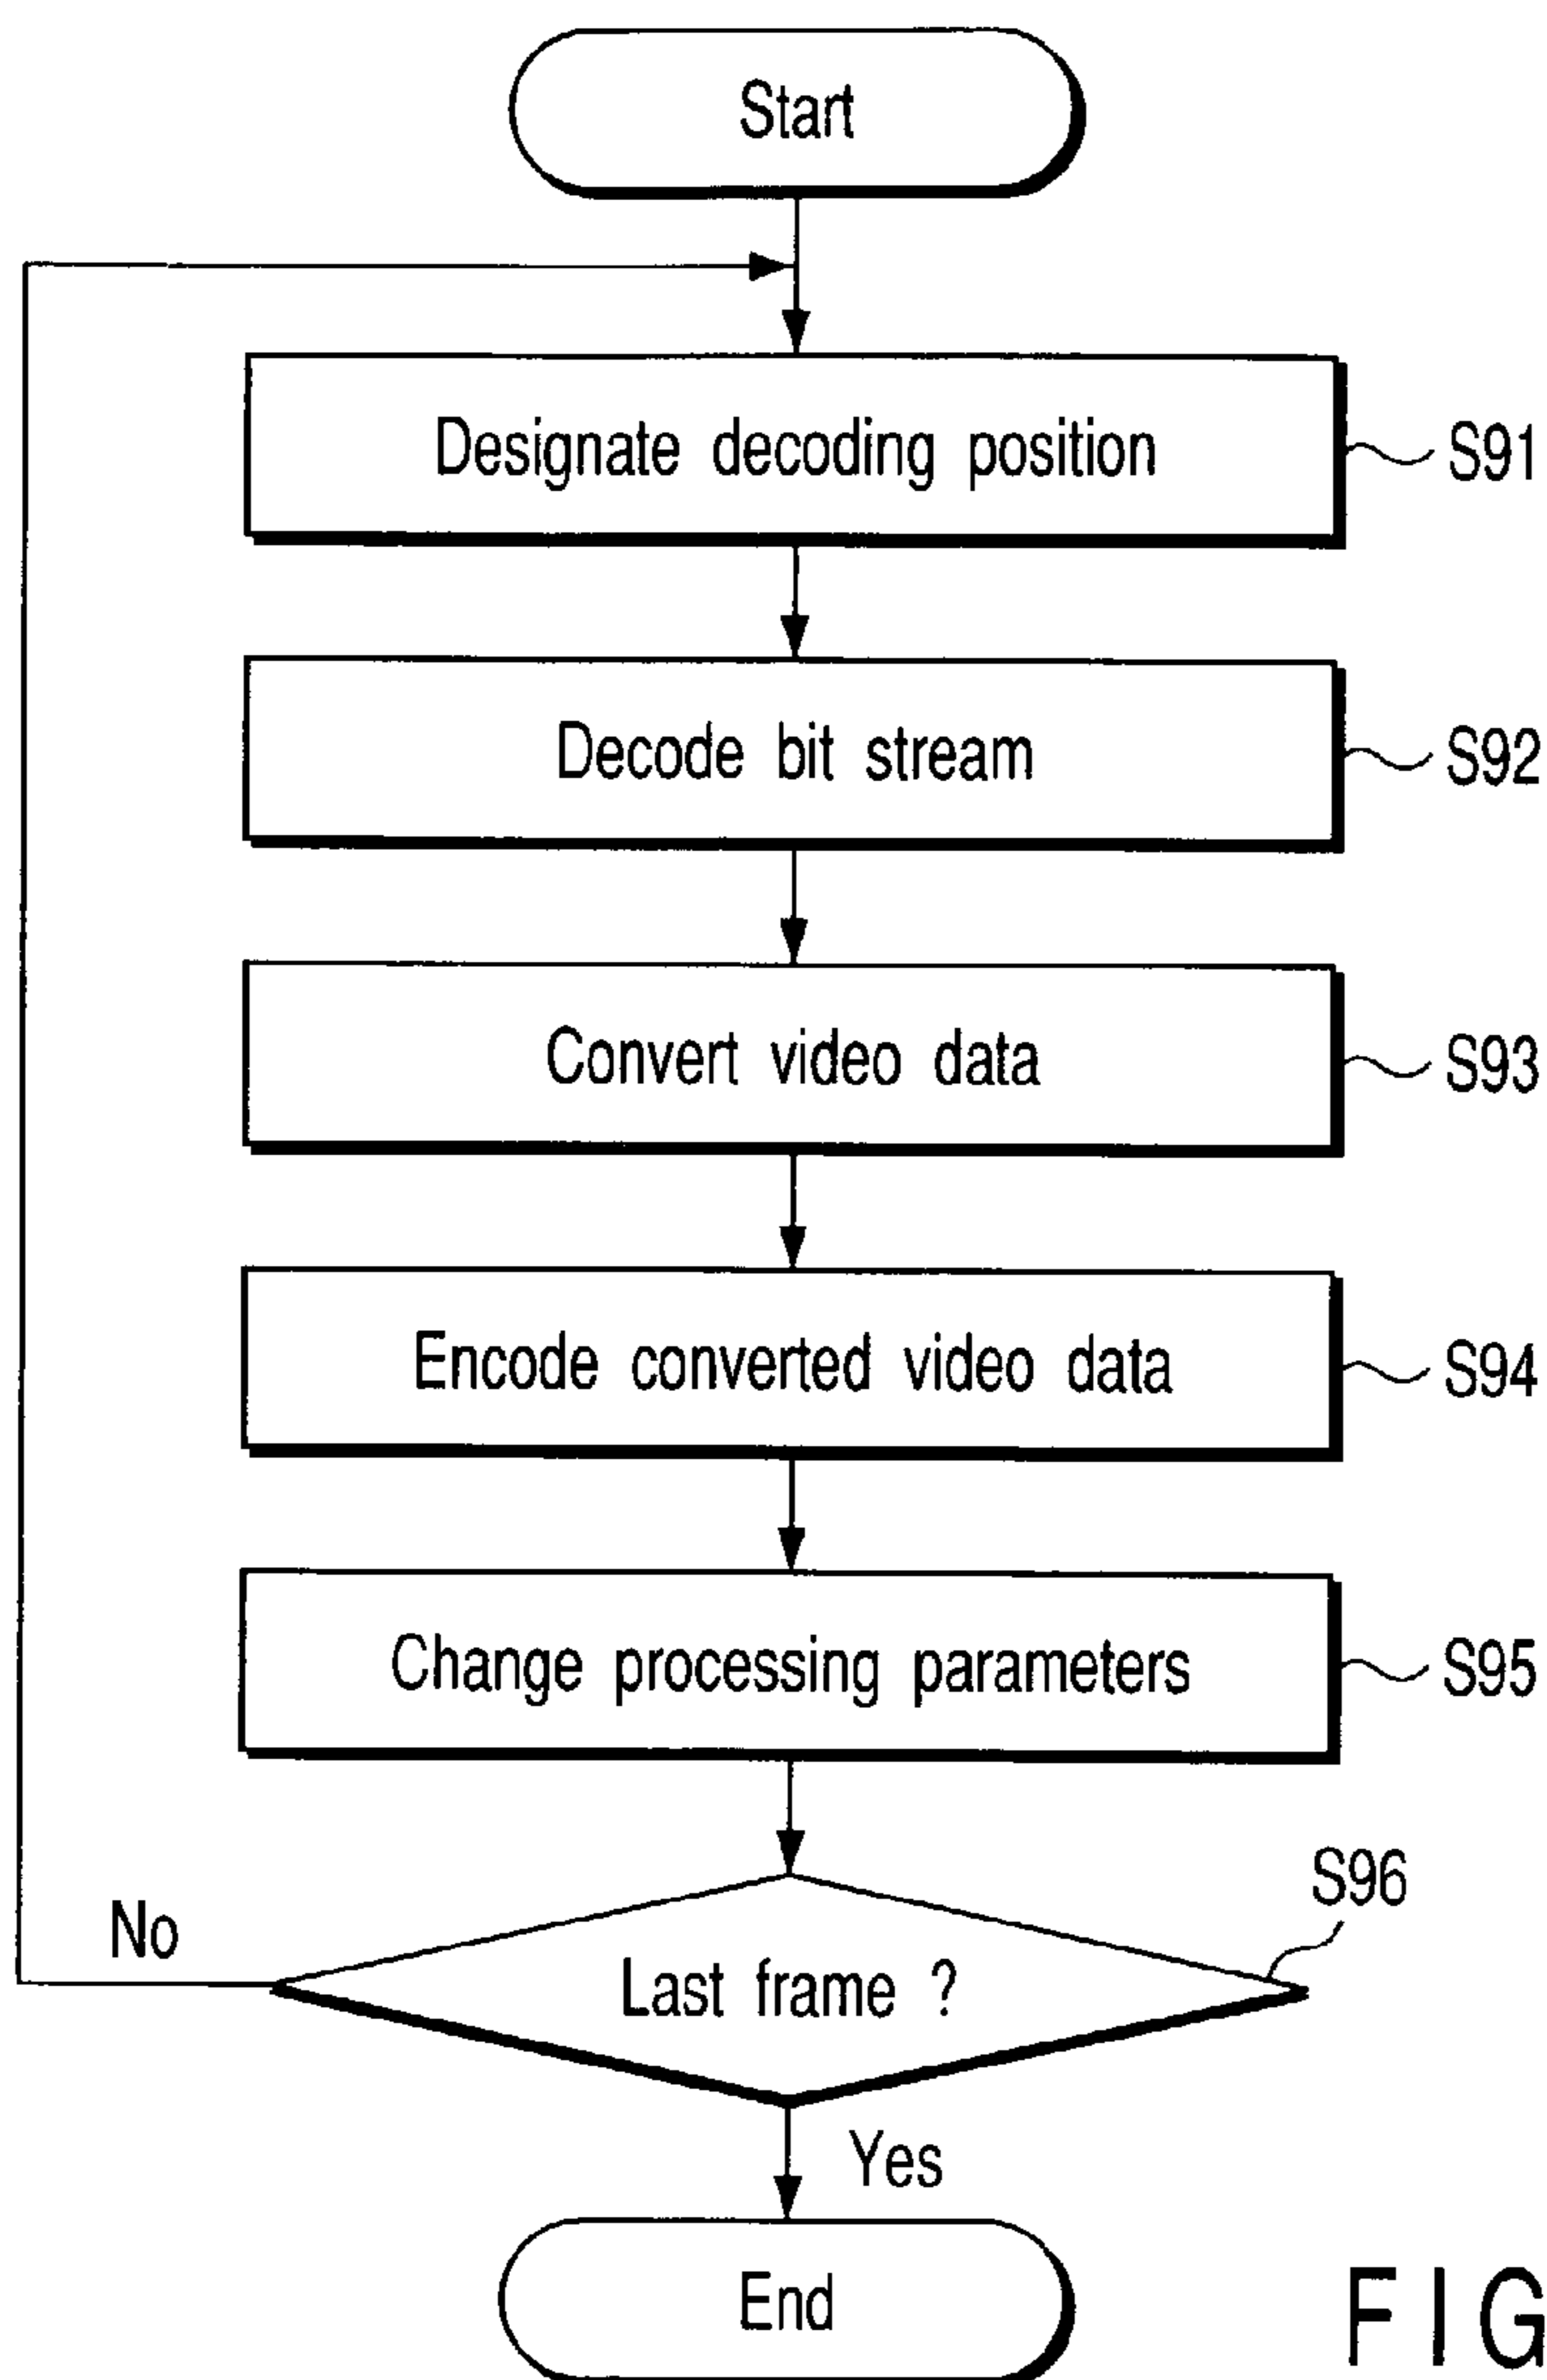 Start
Designate decoding position
S91
Decode bit stream
S92
Convert video data
S93
Encode converted video data
S94
Change processing parameters
S95
S96
No
Last frame ?
Yes
End
FIG